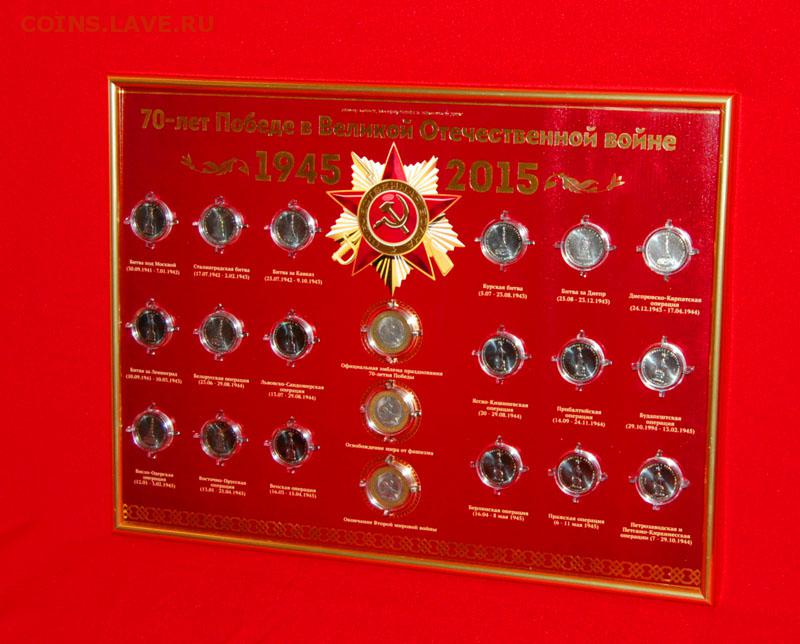 COINS.LAVE.RU
70-лет Победе в Великой Отечественной войне
1945 2015
Битва под Москвой
(30.09.1941 - 7.01.1943)
Сталинградская битва
(17.07.1942 - 2.02.1943)
Битва за Кавказ
(25.07.1942 - 9.10.1943)
Курская битва
(5.07 - 23.08.1943)
Битва за Днепр
(25.08 - 23.12.1943)
Днепровско-Карпатская
операция
(24.12.1943 - 17.04.1944)
Битва за Ленинград
(10.09.1941 - 10.03.1943)
Белорусская операция
(23.06 - 29.08.1944)
Львовско-Сандомирская
операция
(13.07 - 29.08.1944)
Официальная эмблема празднования
70-летия Победы
Ясско-Кишиневская
операция
(20 - 29.08.1944)
Прибалтийская
операция
(14.09 - 24.11.1944)
Будапештская
операция
(29.10.1994 - 13.02.1945)
Освобождение мира от фашизма
Висло-Одерская
операция
(12.01 - 3.02.1945)
Восточно-Прусская
операция
(13.01 - 25.04.1945)
Венская операция
(16.03 - 15.04.1945)
Окончание Второй мировой войны
Берлинская операция
(16.04 - 8 мая 1945)
Пражская операция
(6 - 11 мая 1945)
Петрозаводская и
Петсамо-Киркинесская
операции (7 - 29.10.1944)